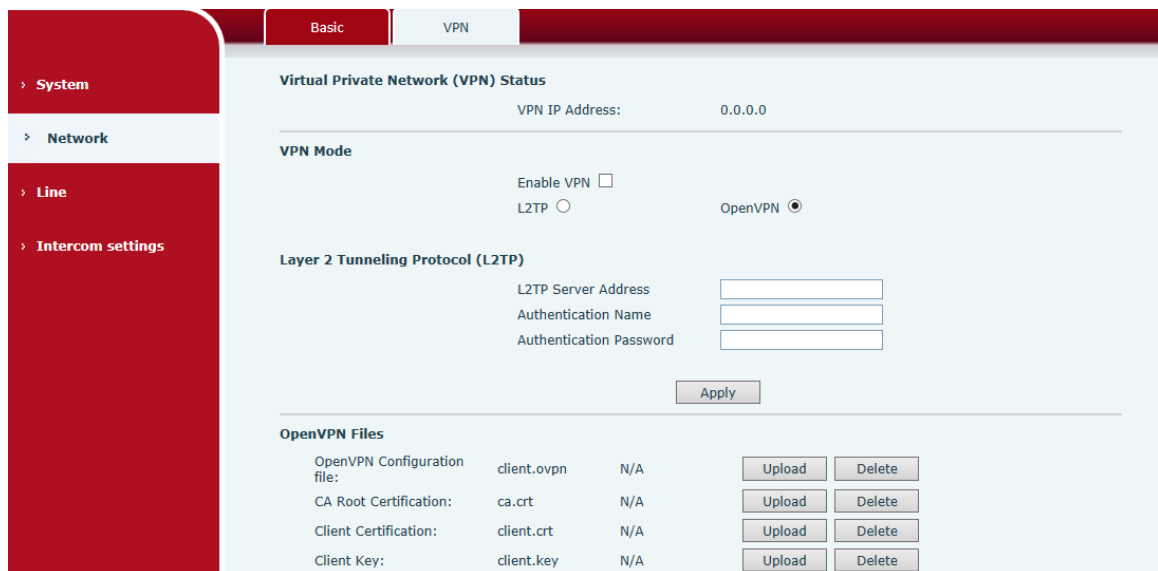 Basic VPN
System
Network
Line
Intercom settings
Virtual Private Network (VPN) Status
VPN IP Address: 0.0.0.0
VPN Mode
Enable VPN
L2TP OpenVPN
Layer 2 Tunneling Protocol (L2TP)
L2TP Server Address
Authentication Name
Authentication Password
Apply
OpenVPN Files
OpenVPN Configuration
file: client.ovpn N/A Upload Delete
CA Root Certification: ca.crt N/A Upload Delete
Client Certification: client.crt N/A Upload Delete
Client Key: client.key N/A Upload Delete